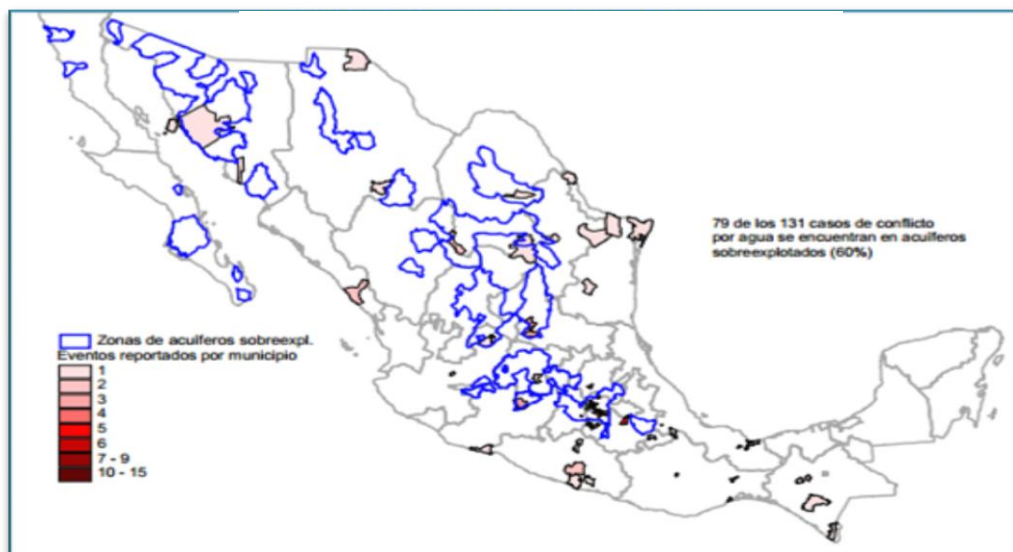 79 de los 131 casos de conflicto
por agua se encuentran en acuíferos
sobreexplotados (60%)
Zonas de acuíferos sobreexpl.
Eventos reportados por municipio
1
2
3
4
5
6
7 - 9
10 - 15